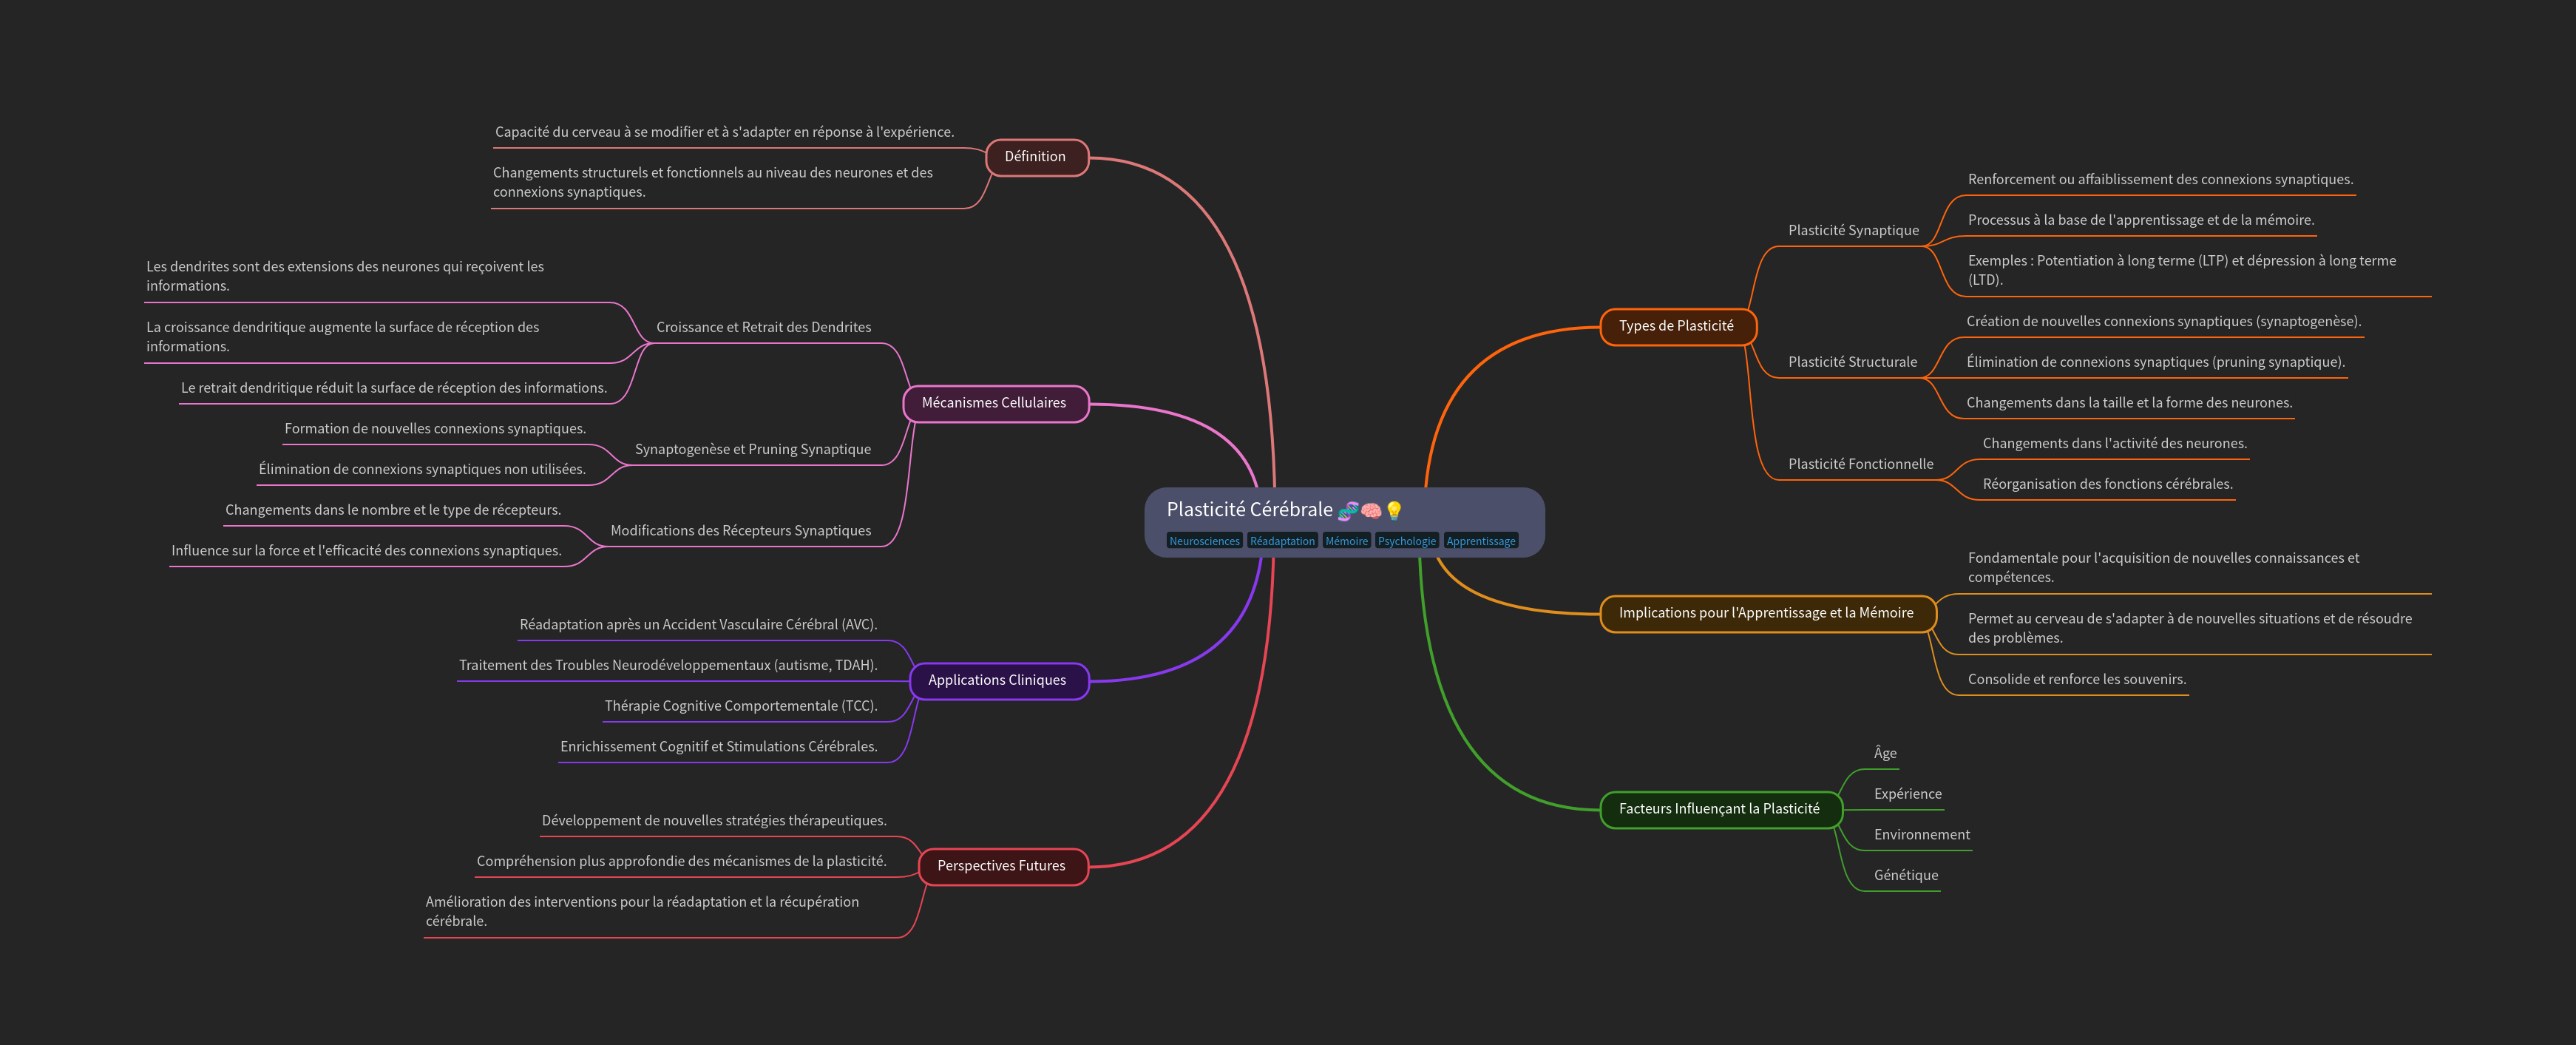 Plasticité Cérébrale 🧬🧠💡
Neurosciences Réadaptation Mémoire Psychologie Apprentissage
Définition
Capacité du cerveau à se modifier et à s'adapter en réponse à l'expérience.
Changements structurels et fonctionnels au niveau des neurones et des
connexions synaptiques.
Mécanismes Cellulaires
Croissance et Retrait des Dendrites
Les dendrites sont des extensions des neurones qui reçoivent les
informations.
La croissance dendritique augmente la surface de réception des
informations.
Le retrait dendritique réduit la surface de réception des informations.
Synaptogenèse et Pruning Synaptique
Formation de nouvelles connexions synaptiques.
Élimination de connexions synaptiques non utilisées.
Modifications des Récepteurs Synaptiques
Changements dans le nombre et le type de récepteurs.
Influence sur la force et l'efficacité des connexions synaptiques.
Applications Cliniques
Réadaptation après un Accident Vasculaire Cérébral (AVC).
Traitement des Troubles Neurodéveloppementaux (autisme, TDAH).
Thérapie Cognitive Comportementale (TCC).
Enrichissement Cognitif et Stimulations Cérébrales.
Perspectives Futures
Développement de nouvelles stratégies thérapeutiques.
Compréhension plus approfondie des mécanismes de la plasticité.
Amélioration des interventions pour la réadaptation et la récupération
cérébrale.
Types de Plasticité
Plasticité Synaptique
Renforcement ou affaiblissement des connexions synaptiques.
Processus à la base de l'apprentissage et de la mémoire.
Exemples : Potentiation à long terme (LTP) et dépression à long terme
(LTD).
Plasticité Structurale
Création de nouvelles connexions synaptiques (synaptogenèse).
Élimination de connexions synaptiques (pruning synaptique).
Changements dans la taille et la forme des neurones.
Plasticité Fonctionnelle
Changements dans l'activité des neurones.
Réorganisation des fonctions cérébrales.
Implications pour l'Apprentissage et la Mémoire
Fondamentale pour l'acquisition de nouvelles connaissances et
compétences.
Permet au cerveau de s'adapter à de nouvelles situations et de résoudre
des problèmes.
Consolide et renforce les souvenirs.
Facteurs Influençant la Plasticité
Âge
Expérience
Environnement
Génétique